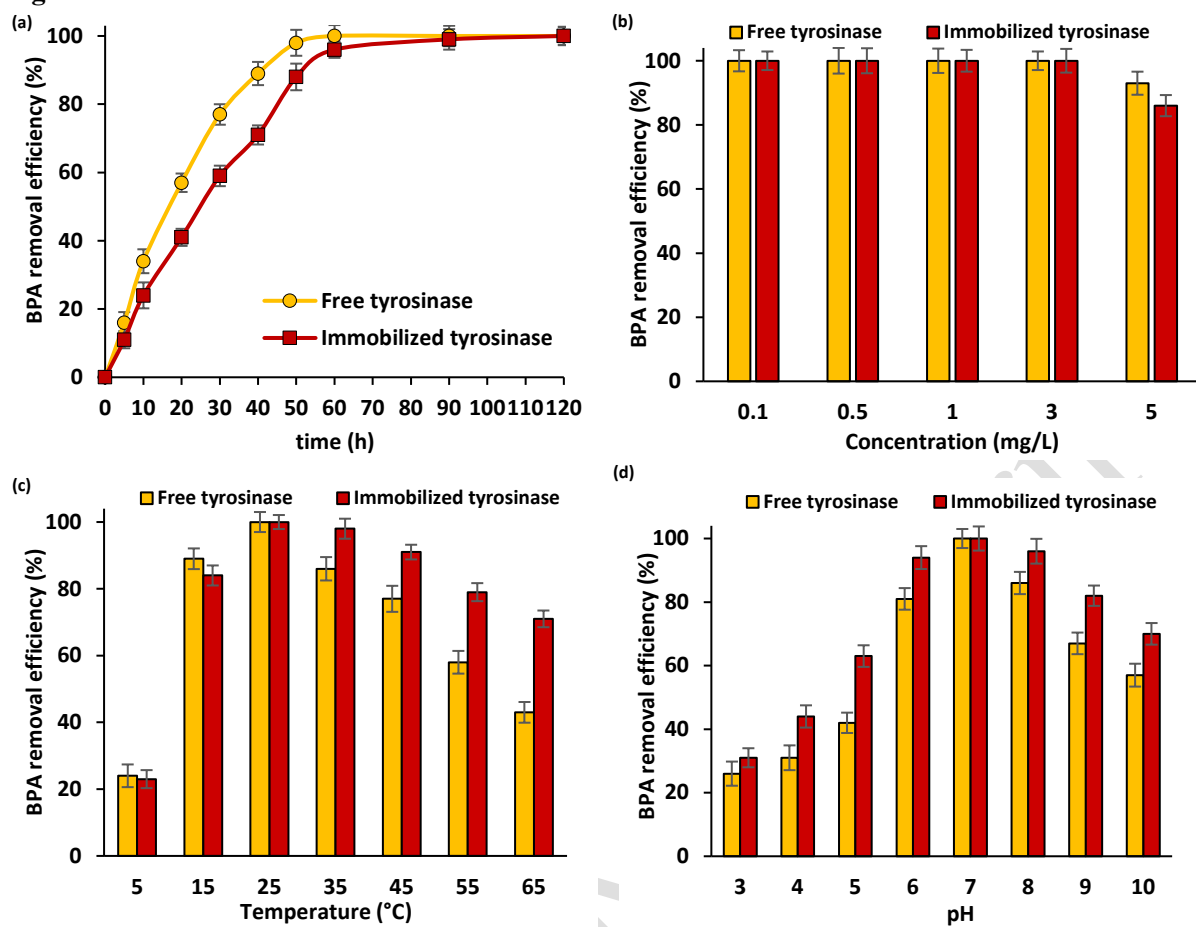 (a)
100
80
60
40
20
0
BPA removal efficiency (%)
Free tyrosinase
Immobilized tyrosinase
0 10 20 30 40 50 60 70 80 90 100110120
time (h)
(b)
Free tyrosinase Immobilized tyrosinase
100
80
60
40
20
0
BPA removal efficiency (%)
0.1 0.5 1 3 5
Concentration (mg/L)
(c)
Free tyrosinase Immobilized tyrosinase
100
80
60
40
20
0
BPA removal efficiency (%)
5 15 25 35 45 55 65
Temperature (°C)
(d)
Free tyrosinase Immobilized tyrosinase
100
80
60
40
20
0
BPA removal efficiency (%)
3 4 5 6 7 8 9 10
pH